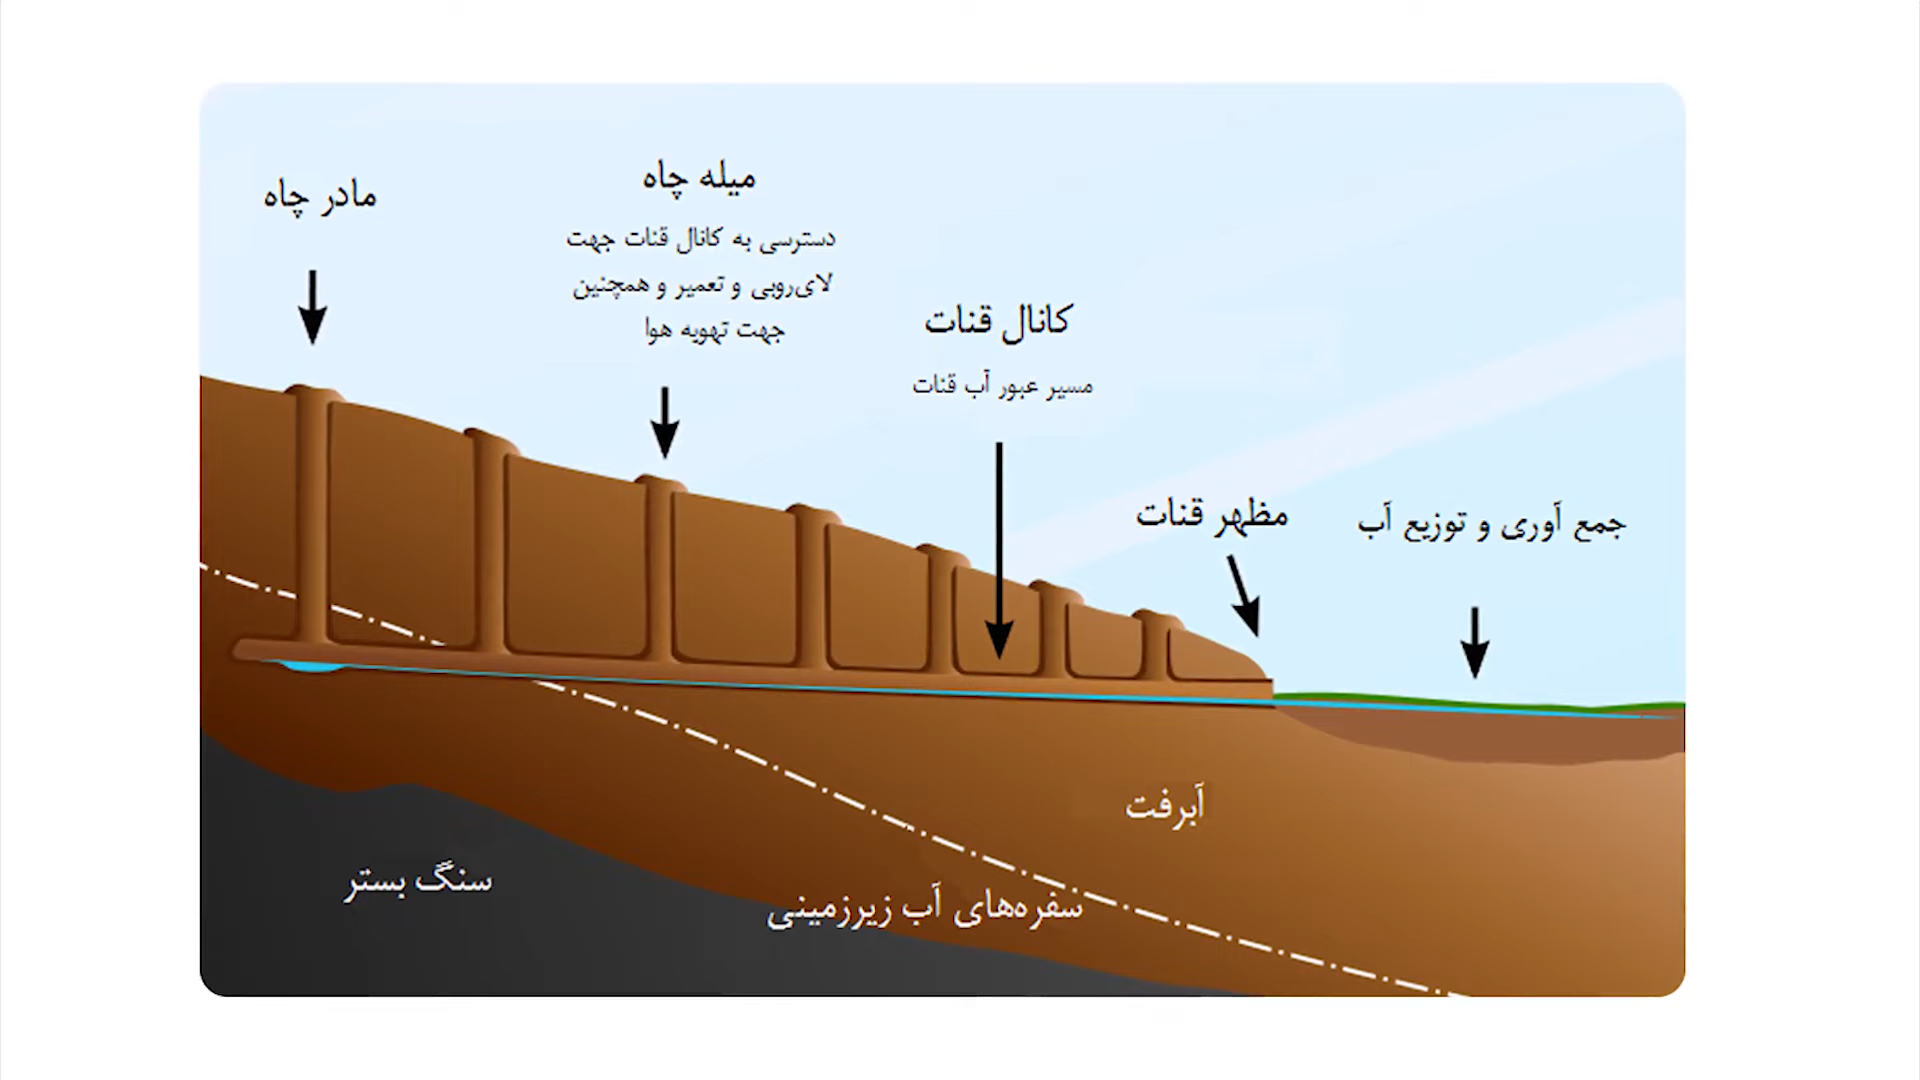 مادر چاه
میله چاه
دسترسی به کانال قنات جهت
لای‌روبی و تعمیر و همچنین
جهت تهویه هوا
کانال قنات
مسیر عبور آب قنات
مظهر قنات
جمع آوری و توزیع آب
آبرفت
سنگ بستر
سفره‌های آب زیرزمینی